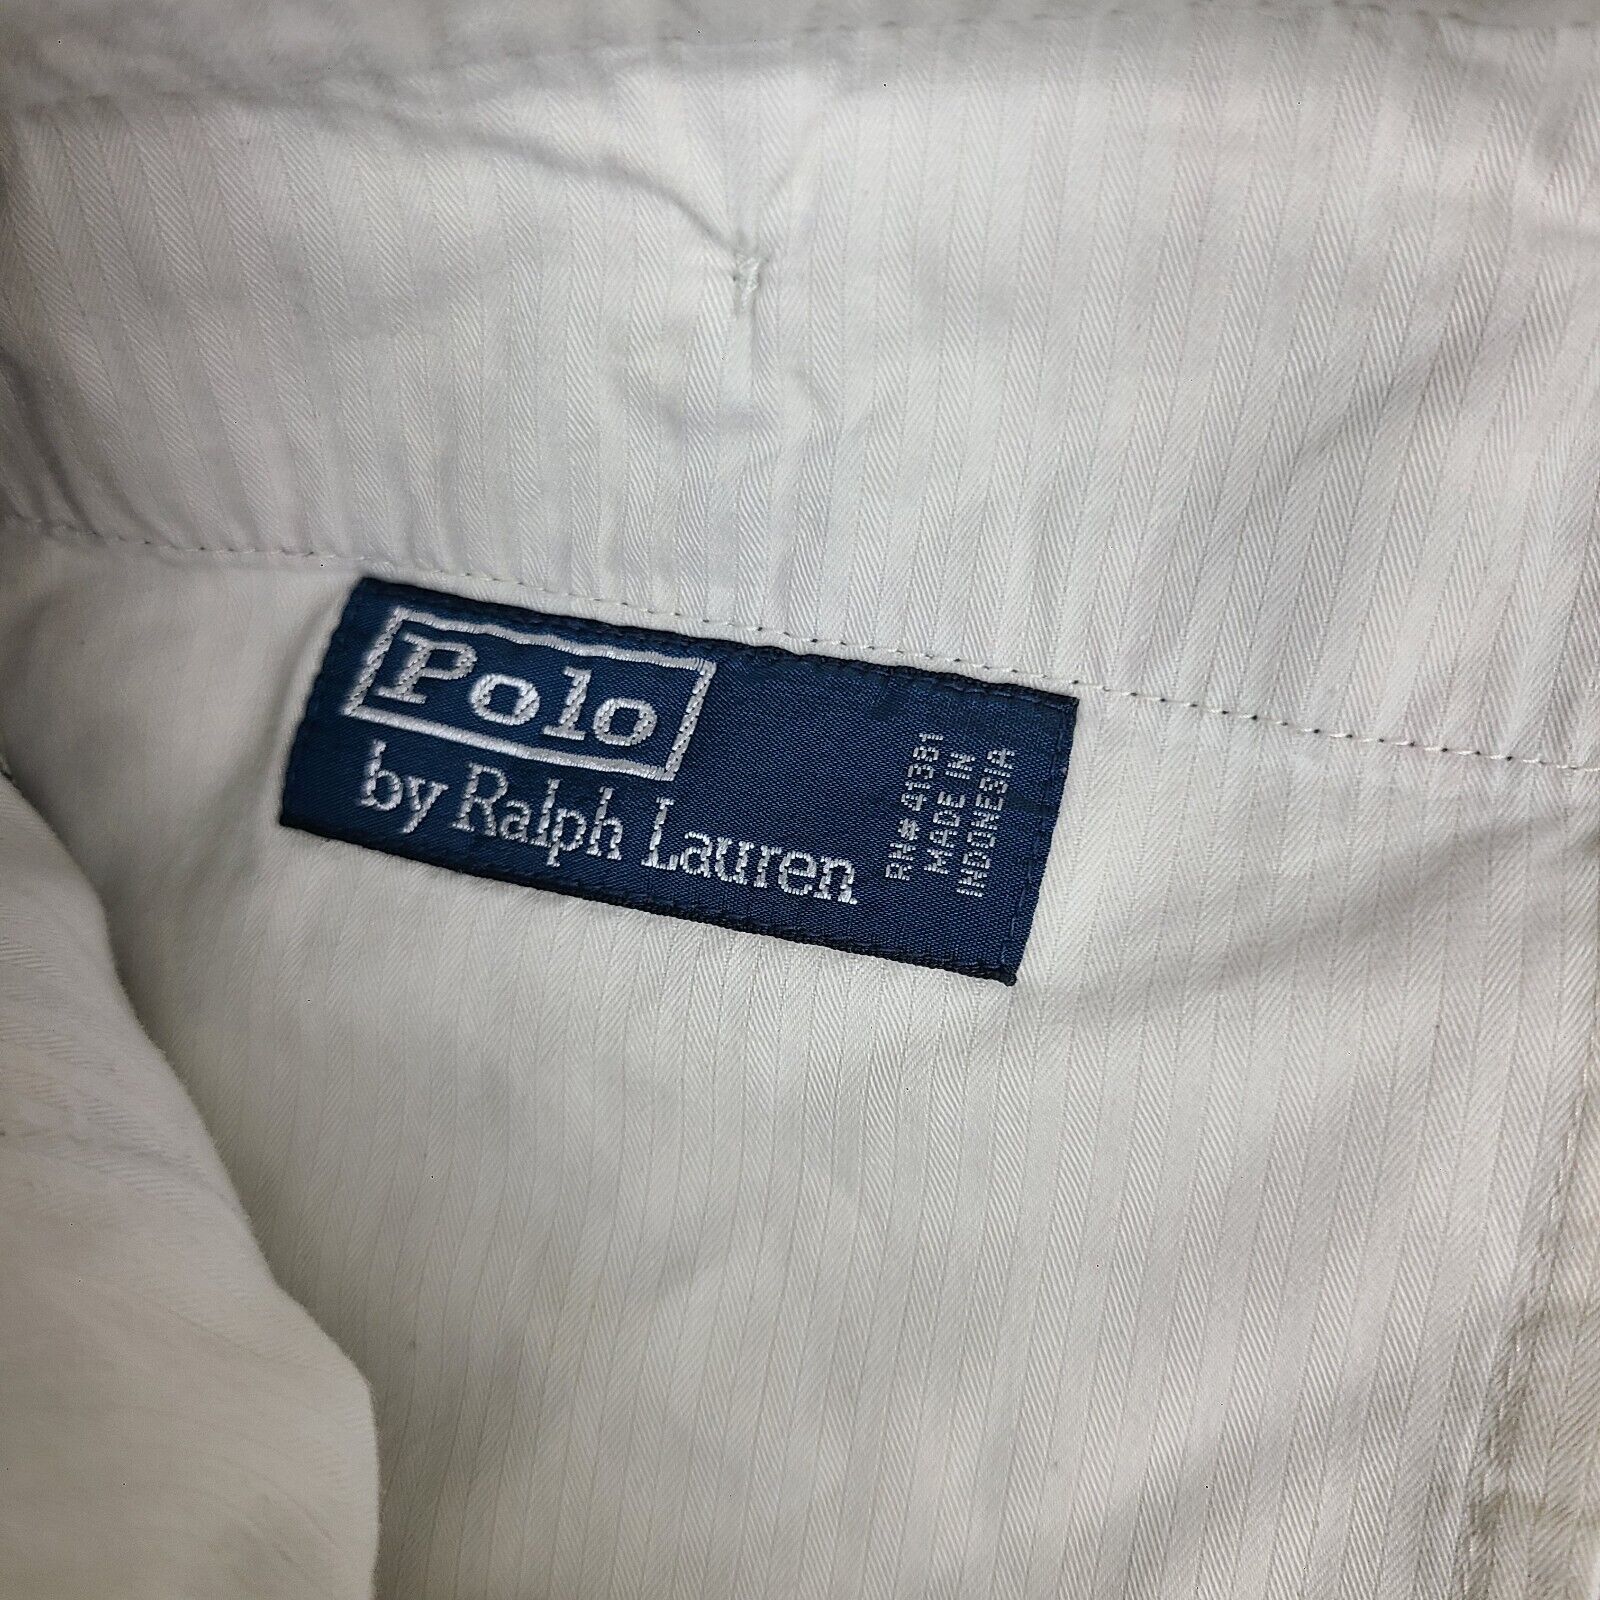 Polo
by Ralph Lauren
RN# 41381
MADE IN
INDONESIA